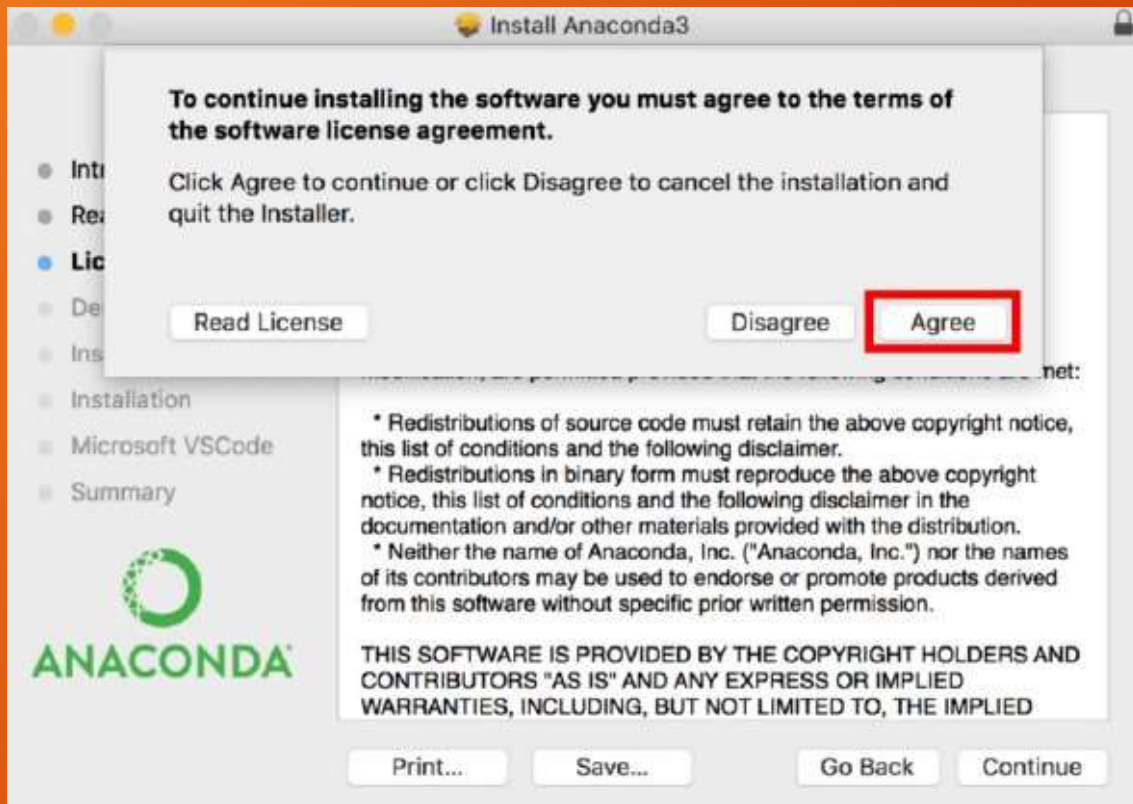 Install Anaconda3
To continue installing the software you must agree to the terms of
the software license agreement.
Click Agree to continue or click Disagree to cancel the installation and
quit the Installer.
Read License
Disagree
Agree
Intr
Rea
Lic
De
Ins
Installation
Microsoft VSCode
Summary
ANACONDA
met:
* Redistributions of source code must retain the above copyright notice,
this list of conditions and the following disclaimer.
* Redistributions in binary form must reproduce the above copyright
notice, this list of conditions and the following disclaimer in the
documentation and/or other materials provided with the distribution.
* Neither the name of Anaconda, Inc. ("Anaconda, Inc.") nor the names
of its contributors may be used to endorse or promote products derived
from this software without specific prior written permission.
THIS SOFTWARE IS PROVIDED BY THE COPYRIGHT HOLDERS AND
CONTRIBUTORS "AS IS" AND ANY EXPRESS OR IMPLIED
WARRANTIES, INCLUDING, BUT NOT LIMITED TO, THE IMPLIED
Print...
Save...
Go Back
Continue